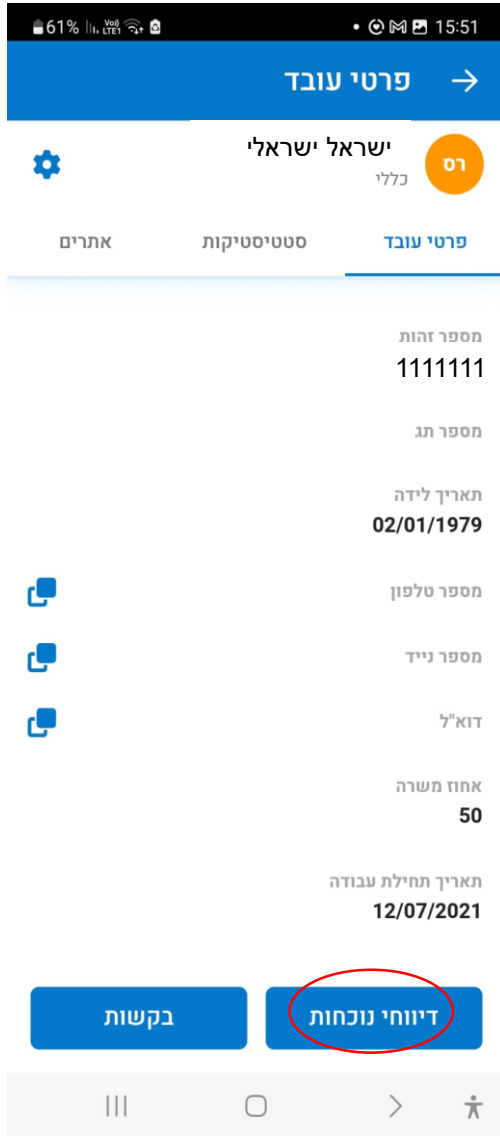 61% Vo) LTE1 15:51
פרטי עובד
ישראל ישראלי
רס
כללי
פרטי עובד סטטיסטיקות אתרים
מספר זהות
1111111
מספר תג
תאריך לידה
02/01/1979
מספר טלפון
מספר נייד
דוא"ל
אחוז משרה
50
תאריך תחילת עבודה
12/07/2021
דיווחי נוכחות בקשות